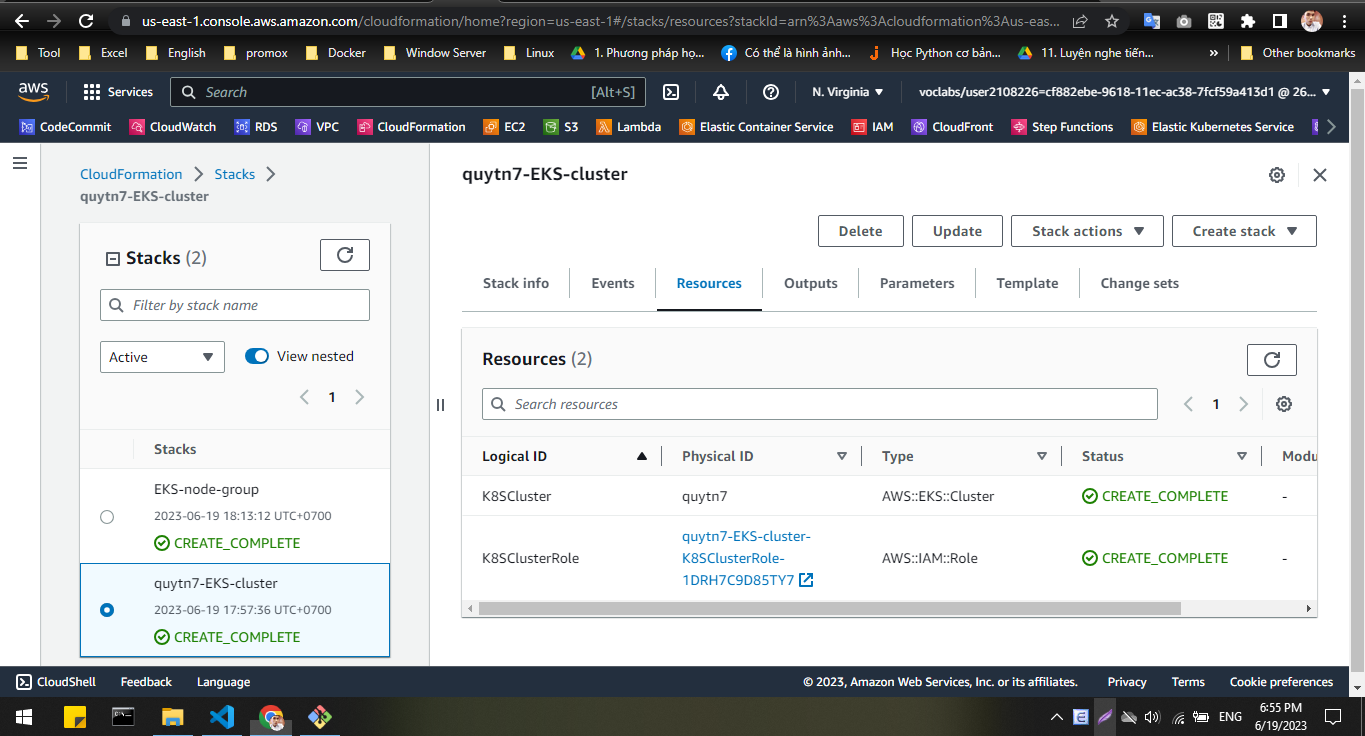 us-east-1.console.aws.amazon.com/cloudformation/home?region=us-east-1#/stacks/resources?stackId=arn%3Aaws%3Acloudformation%3Aus-eas...
Tool Excel English promox Docker Window Server Linux 1. Phương pháp họ... Có thể là hình ảnh... Học Python cơ bản... 11. Luyện nghe tiến... » Other bookmarks
aws Services Search [Alt+S] N. Virginia voclabs/user2108226=cf882ebe-9618-11ec-ac38-7fcf59a413d1 @ 26...
CodeCommit CloudWatch RDS VPC CloudFormation EC2 S3 Lambda Elastic Container Service IAM CloudFront Step Functions Elastic Kubernetes Service
CloudFormation Stacks
quytn7-EKS-cluster
Stacks (2)
Filter by stack name
Active View nested
1
Stacks
EKS-node-group
2023-06-19 18:13:12 UTC+0700
CREATE_COMPLETE
quytn7-EKS-cluster
2023-06-19 17:57:36 UTC+0700
CREATE_COMPLETE
quytn7-EKS-cluster
Delete Update Stack actions Create stack
Stack info Events Resources Outputs Parameters Template Change sets
Resources (2)
Search resources 1
Logical ID Physical ID Type Status Modu
K8SCluster quytn7 AWS::EKS::Cluster CREATE_COMPLETE -
K8SClusterRole quytn7-EKS-cluster-K8SClusterRole-1DRH7C9D85TY7 AWS::IAM::Role CREATE_COMPLETE -
CloudShell Feedback Language © 2023, Amazon Web Services, Inc. or its affiliates. Privacy Terms Cookie preferences
ENG 6:55 PM
6/19/2023